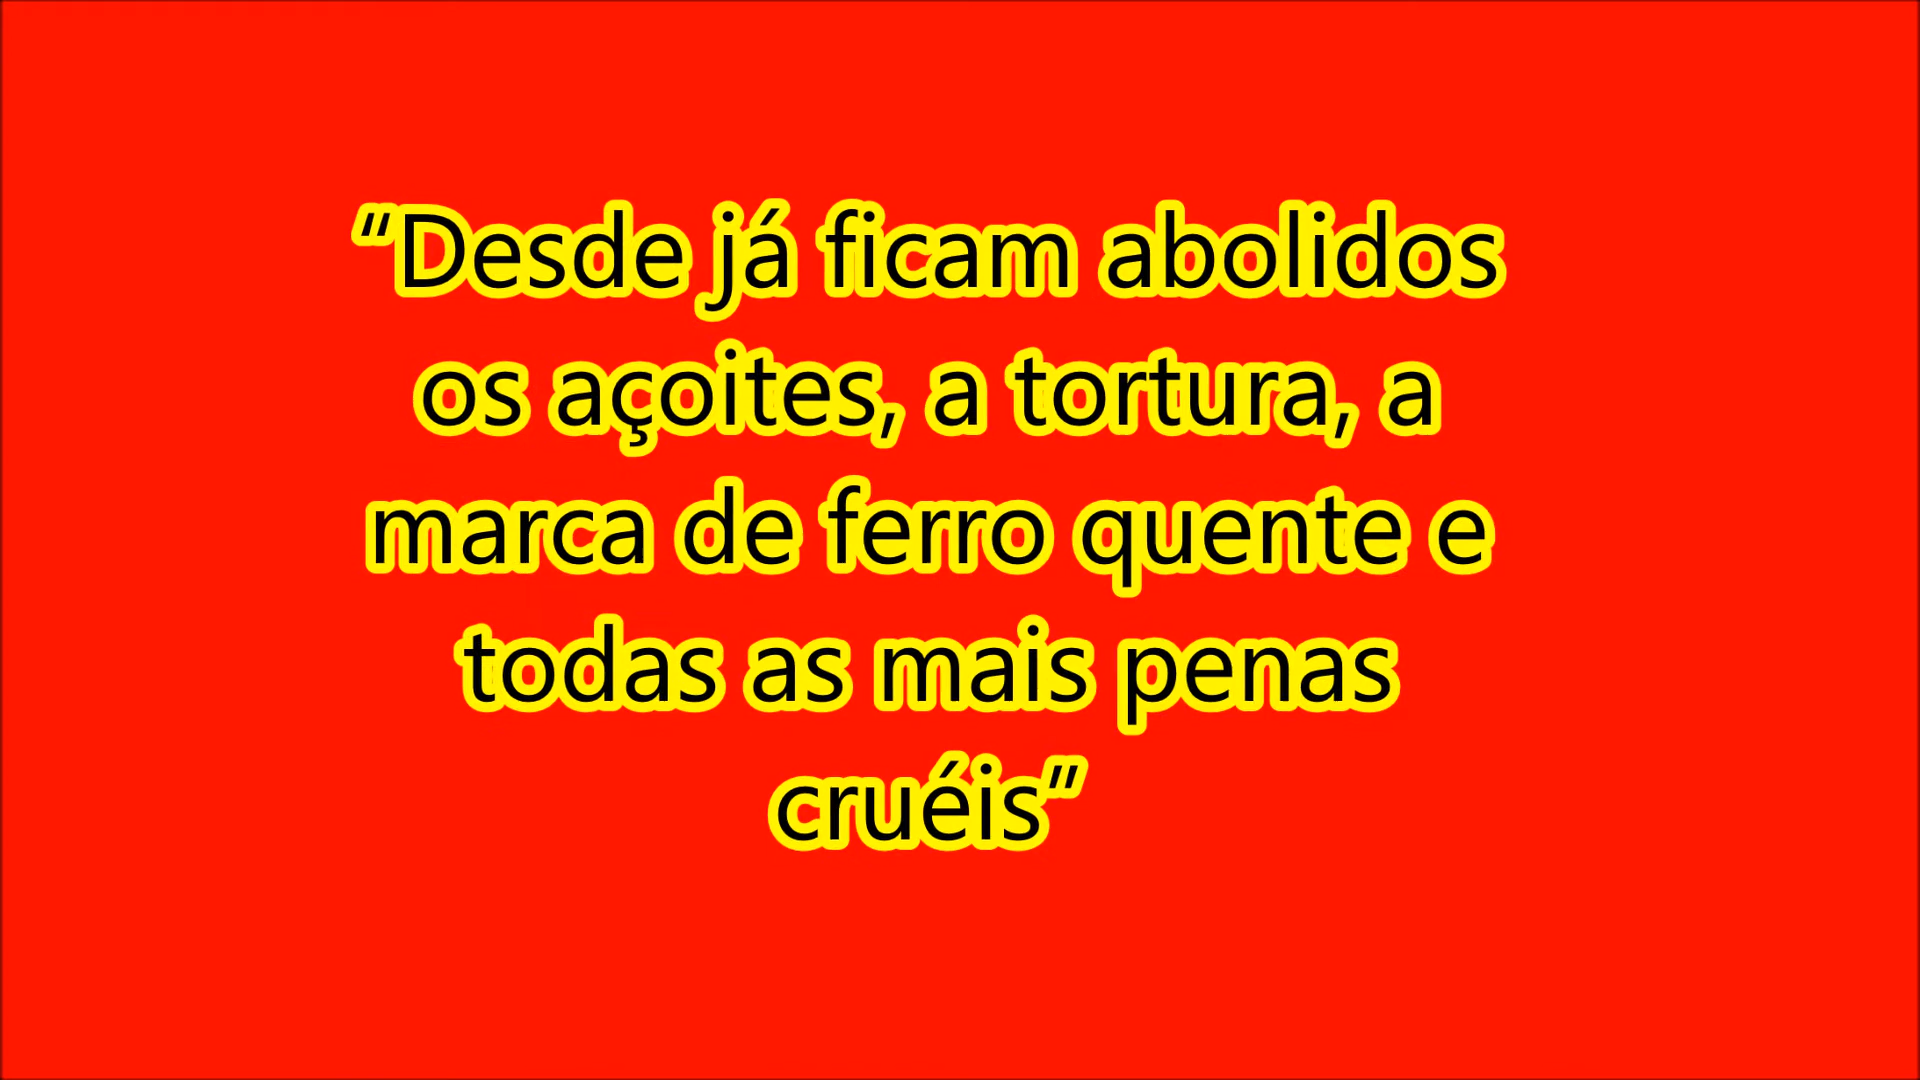 “Desde já ficam abolidos
os açoites, a tortura, a
marca de ferro quente e
todas as mais penas
cruéis”